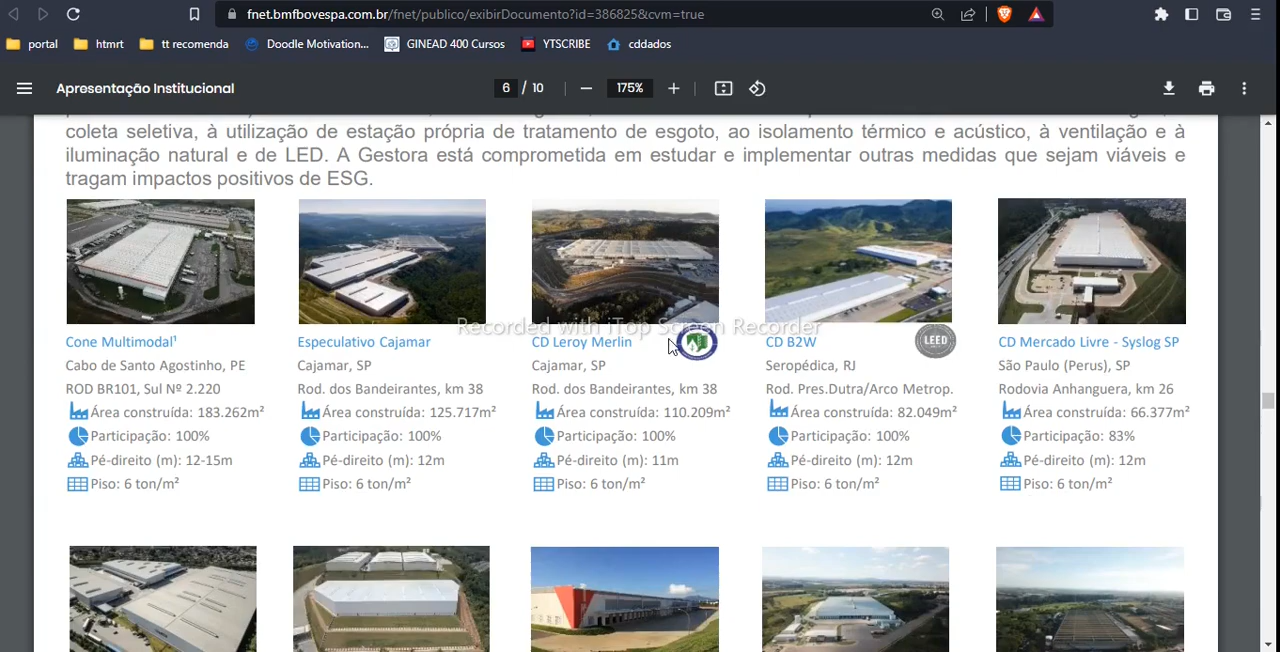 fnet.bmfbovespa.com.br/fnet/publico/exibirDocumento?id=386825&cvm=true
portal htmrt tt recomenda Doodle Motivation... GINEAD 400 Cursos YTSCRIBE cddados
Apresentação Institucional 6 / 10 175%
coleta seletiva, à utilização de estação própria de tratamento de esgoto, ao isolamento térmico e acústico, à ventilação e à
iluminação natural e de LED. A Gestora está comprometida em estudar e implementar outras medidas que sejam viáveis e
tragam impactos positivos de ESG.
Recorded with iTop Screen Recorder
Cone Multimodal¹
Cabo de Santo Agostinho, PE
ROD BR101, Sul Nº 2.220
Área construída: 183.262m²
Participação: 100%
Pé-direito (m): 12-15m
Piso: 6 ton/m²
Especulativo Cajamar
Cajamar, SP
Rod. dos Bandeirantes, km 38
Área construída: 125.717m²
Participação: 100%
Pé-direito (m): 12m
Piso: 6 ton/m²
CD Leroy Merlin
Cajamar, SP
Rod. dos Bandeirantes, km 38
Área construída: 110.209m²
Participação: 100%
Pé-direito (m): 11m
Piso: 6 ton/m²
CD B2W
LEED
Seropédica, RJ
Rod. Pres.Dutra/Arco Metrop.
Área construída: 82.049m²
Participação: 100%
Pé-direito (m): 12m
Piso: 6 ton/m²
CD Mercado Livre - Syslog SP
São Paulo (Perus), SP
Rodovia Anhanguera, km 26
Área construída: 66.377m²
Participação: 83%
Pé-direito (m): 12m
Piso: 6 ton/m²